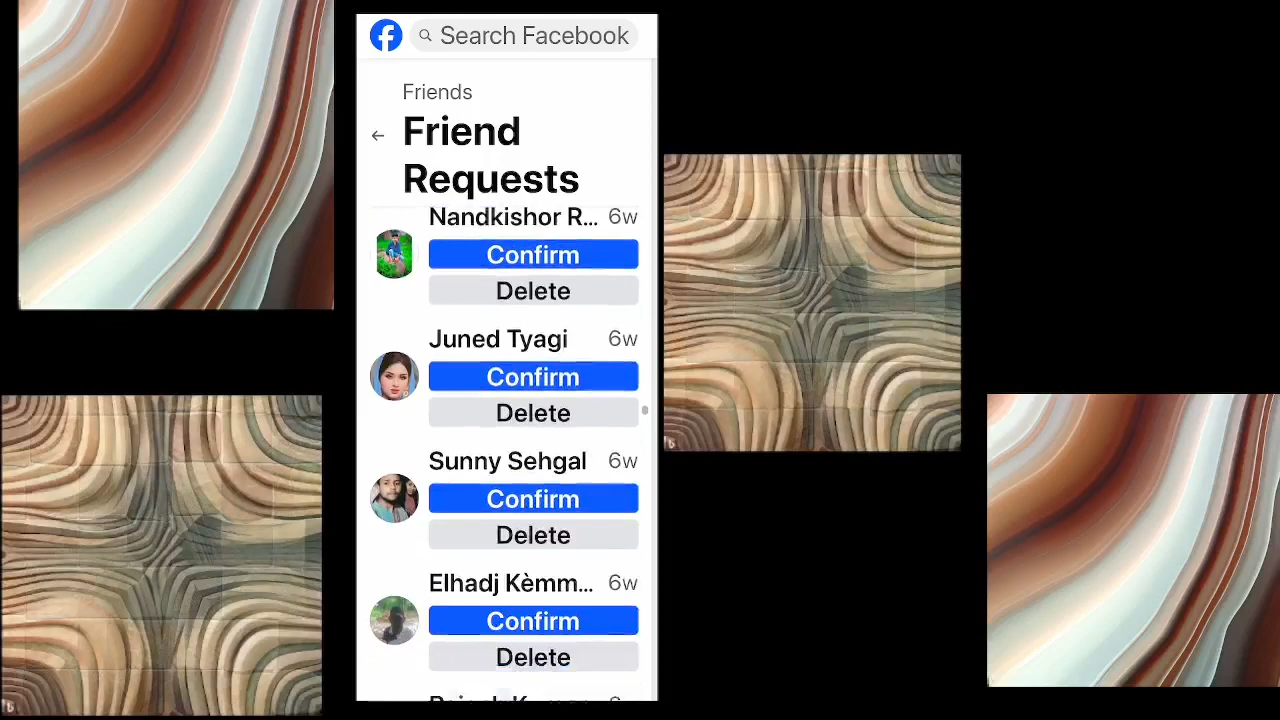 Search Facebook
Friends
Friend
Requests
Nandkishor R... 6w
Confirm
Delete
Juned Tyagi 6w
Confirm
Delete
Sunny Sehgal 6w
Confirm
Delete
Elhadj Kèmm... 6w
Confirm
Delete